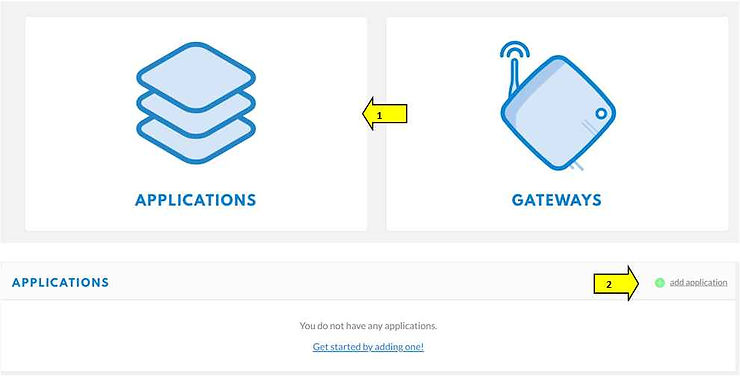 1
APPLICATIONS
GATEWAYS
APPLICATIONS
2
add application
You do not have any applications.
Get started by adding one!